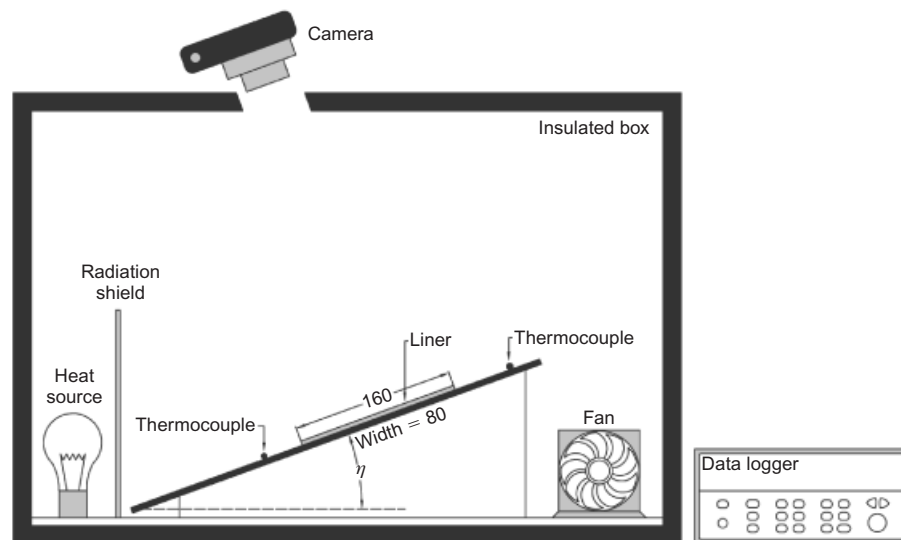 Camera
Insulated box
Radiation
shield
Heat
source
Thermocouple
160
Liner
Width = 80
η
Thermocouple
Fan
Data logger